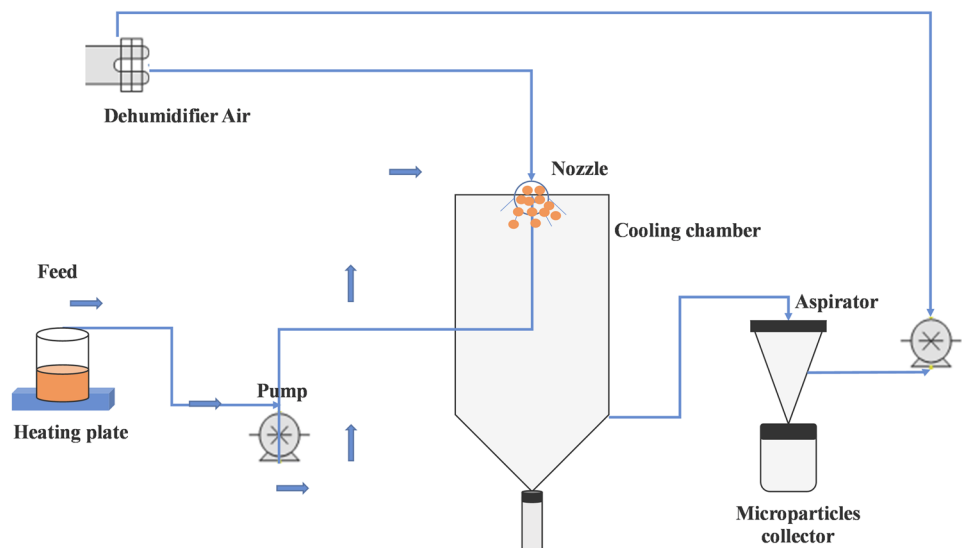 Dehumidifier Air
Nozzle
Cooling chamber
Feed
Aspirator
Pump
Heating plate
Microparticles
collector